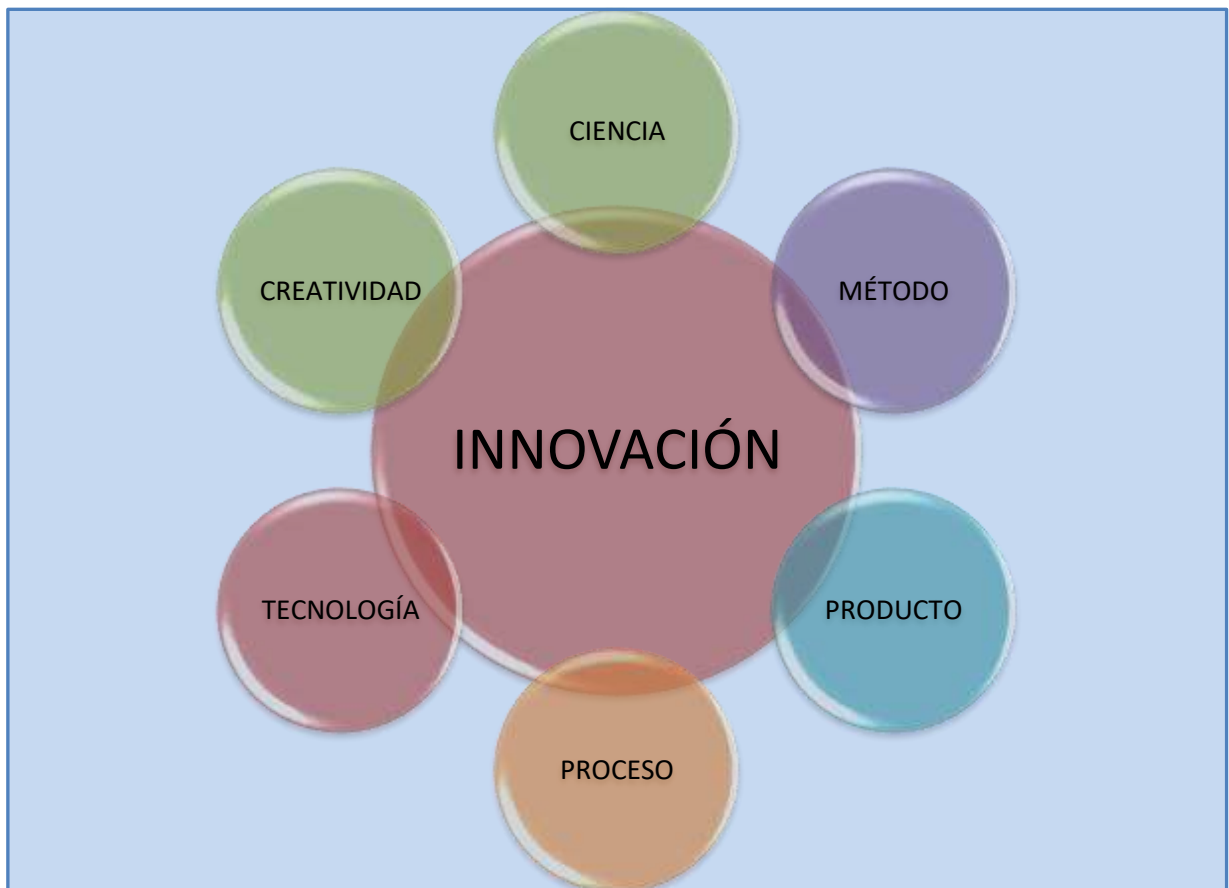 CIENCIA
CREATIVIDAD
MÉTODO
INNOVACIÓN
TECNOLOGÍA
PRODUCTO
PROCESO